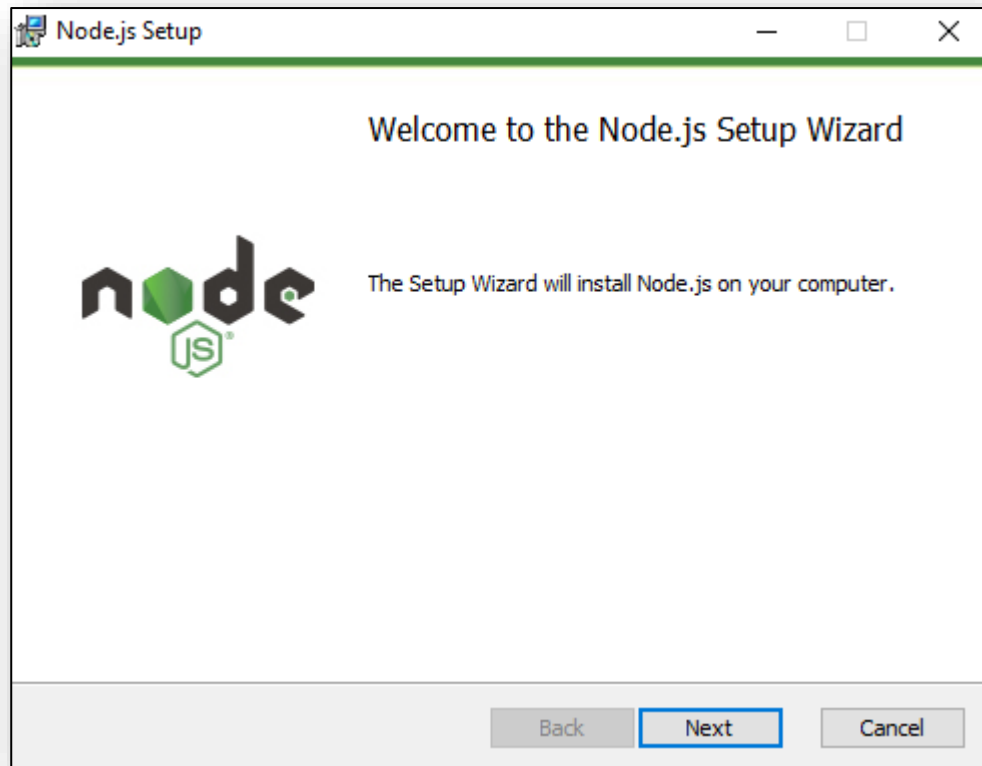 Node.js Setup
Welcome to the Node.js Setup Wizard
node
JS®
The Setup Wizard will install Node.js on your computer.
Back Next Cancel